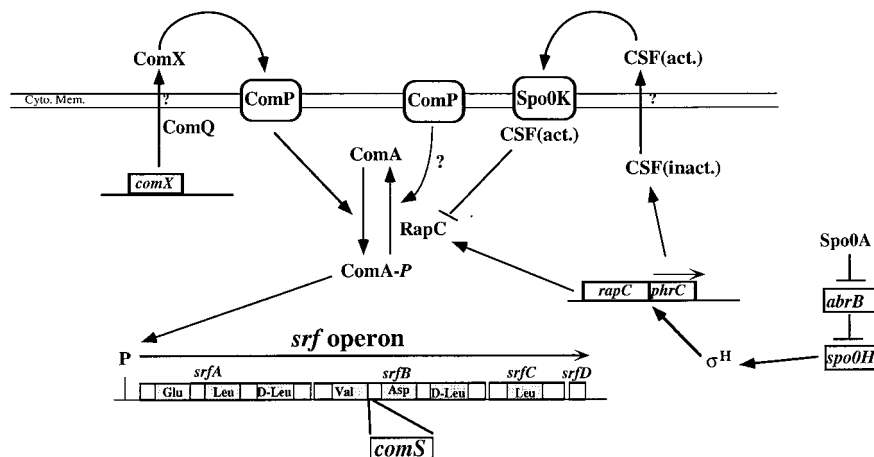 ComX
CSF(act.)
Cyto. Mem.
?
ComP
ComP
Spo0K
?
ComQ
CSF(act.)
ComA
?
CSF(inact.)
comX
RapC
Spo0A
ComA-P
rapC
phrC
abrB
srf operon
P
σH
spo0H
srfA
srfB
srfC
srfD
Glu
Leu
D-Leu
Val
Asp
D-Leu
Leu
comS